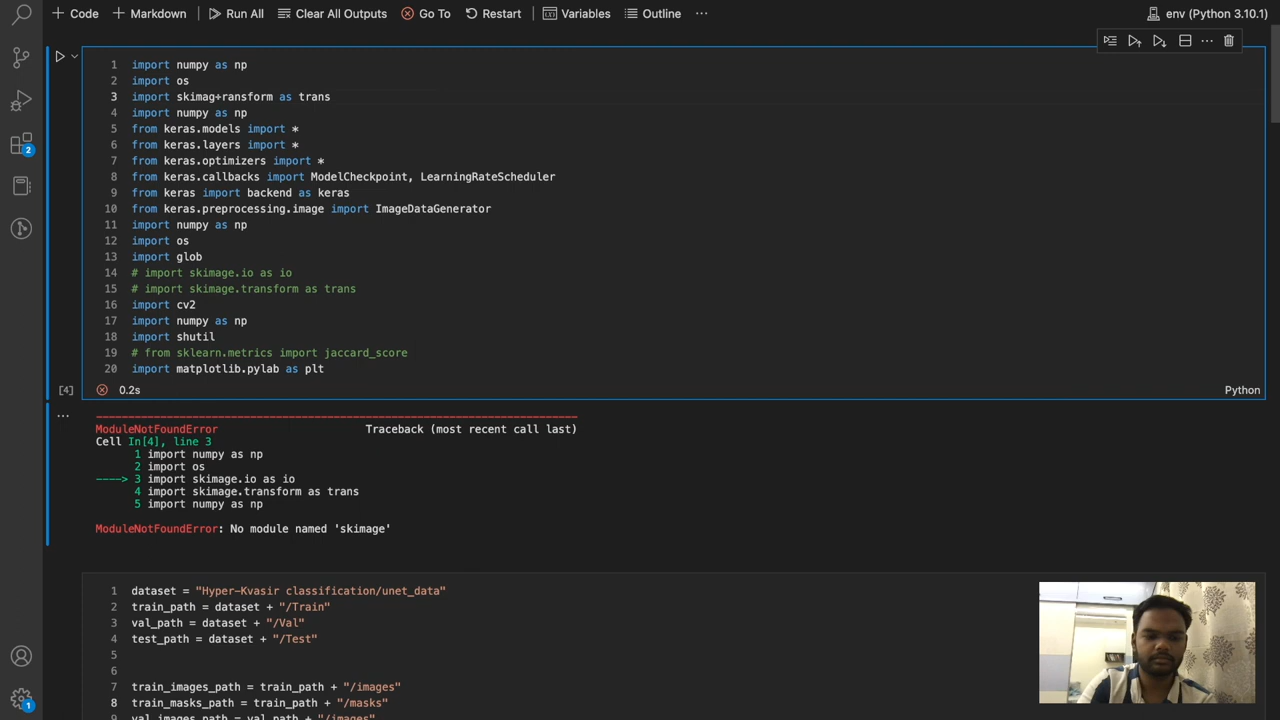 + Code + Markdown Run All Clear All Outputs Go To Restart Variables Outline ··· env (Python 3.10.1)
1 import numpy as np
2 import os
3 import skimag+ransform as trans
4 import numpy as np
5 from keras.models import *
6 from keras.layers import *
7 from keras.optimizers import *
8 from keras.callbacks import ModelCheckpoint, LearningRateScheduler
9 from keras import backend as keras
10 from keras.preprocessing.image import ImageDataGenerator
11 import numpy as np
12 import os
13 import glob
14 # import skimage.io as io
15 # import skimage.transform as trans
16 import cv2
17 import numpy as np
18 import shutil
19 # from sklearn.metrics import jaccard_score
20 import matplotlib.pylab as plt
[4] 0.2s Python
ModuleNotFoundError Traceback (most recent call last)
Cell In[4], line 3
1 import numpy as np
2 import os
----> 3 import skimage.io as io
4 import skimage.transform as trans
5 import numpy as np
ModuleNotFoundError: No module named 'skimage'
1 dataset = "Hyper-Kvasir classification/unet_data"
2 train_path = dataset + "/Train"
3 val_path = dataset + "/Val"
4 test_path = dataset + "/Test"
5
6
7 train_images_path = train_path + "/images"
8 train_masks_path = train_path + "/masks"
9 val_images_path = val_path + "/images"
2
1